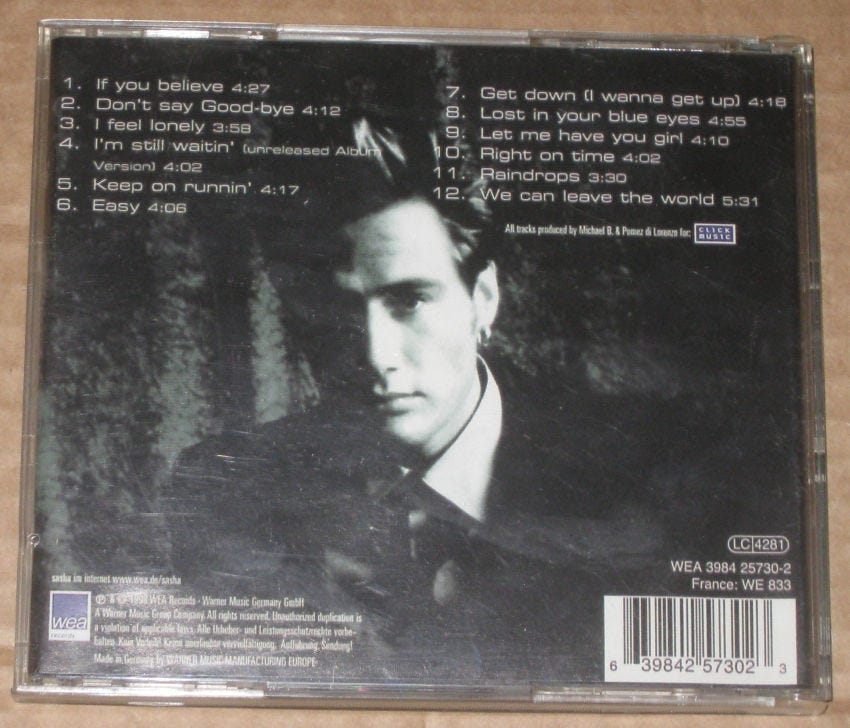 1. If you believe 4:27
2. Don't say Good-bye 4:12
3. I feel lonely 3:58
4. I'm still waitin' (unreleased Album
Version) 4:02
5. Keep on runnin' 4:17
6. Easy 4:06
7. Get down (I wanna get up) 4:18
8. Lost in your blue eyes 4:55
9. Let me have you girl 4:10
10. Right on time 4:02
11. Raindrops 3:30
12. We can leave the world 5:31
All tracks produced by Michael B. & Pomez di Lorenzo for:
CLICK
MUSIC
LC 4281
WEA 3984 25730-2
France: WE 833
sasha im internet www.wea.de/sasha
wea
records
℗ & © 1998 WEA Records - Warner Music Germany GmbH
A Warner Music Group Company. All rights reserved. Unauthorized duplication is
a violation of applicable laws. Alle Urheber- und Leistungsschutzrechte vorbe-
halten. Kein Verleih! Keine unerlaubte Vervielfältigung, Aufführung, Sendung!
Made in Germany by WARNER MUSIC MANUFACTURING EUROPE
6 39842 57302 3